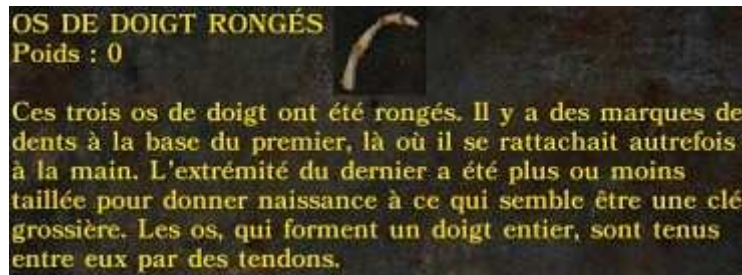 OS DE DOIGT RONGÉS
Poids : 0
Ces trois os de doigt ont été rongés. Il y a des marques de
dents à la base du premier, là où il se rattachait autrefois
à la main. L'extrémité du dernier a été plus ou moins
taillée pour donner naissance à ce qui semble être une clé
grossière. Les os, qui forment un doigt entier, sont tenus
entre eux par des tendons.